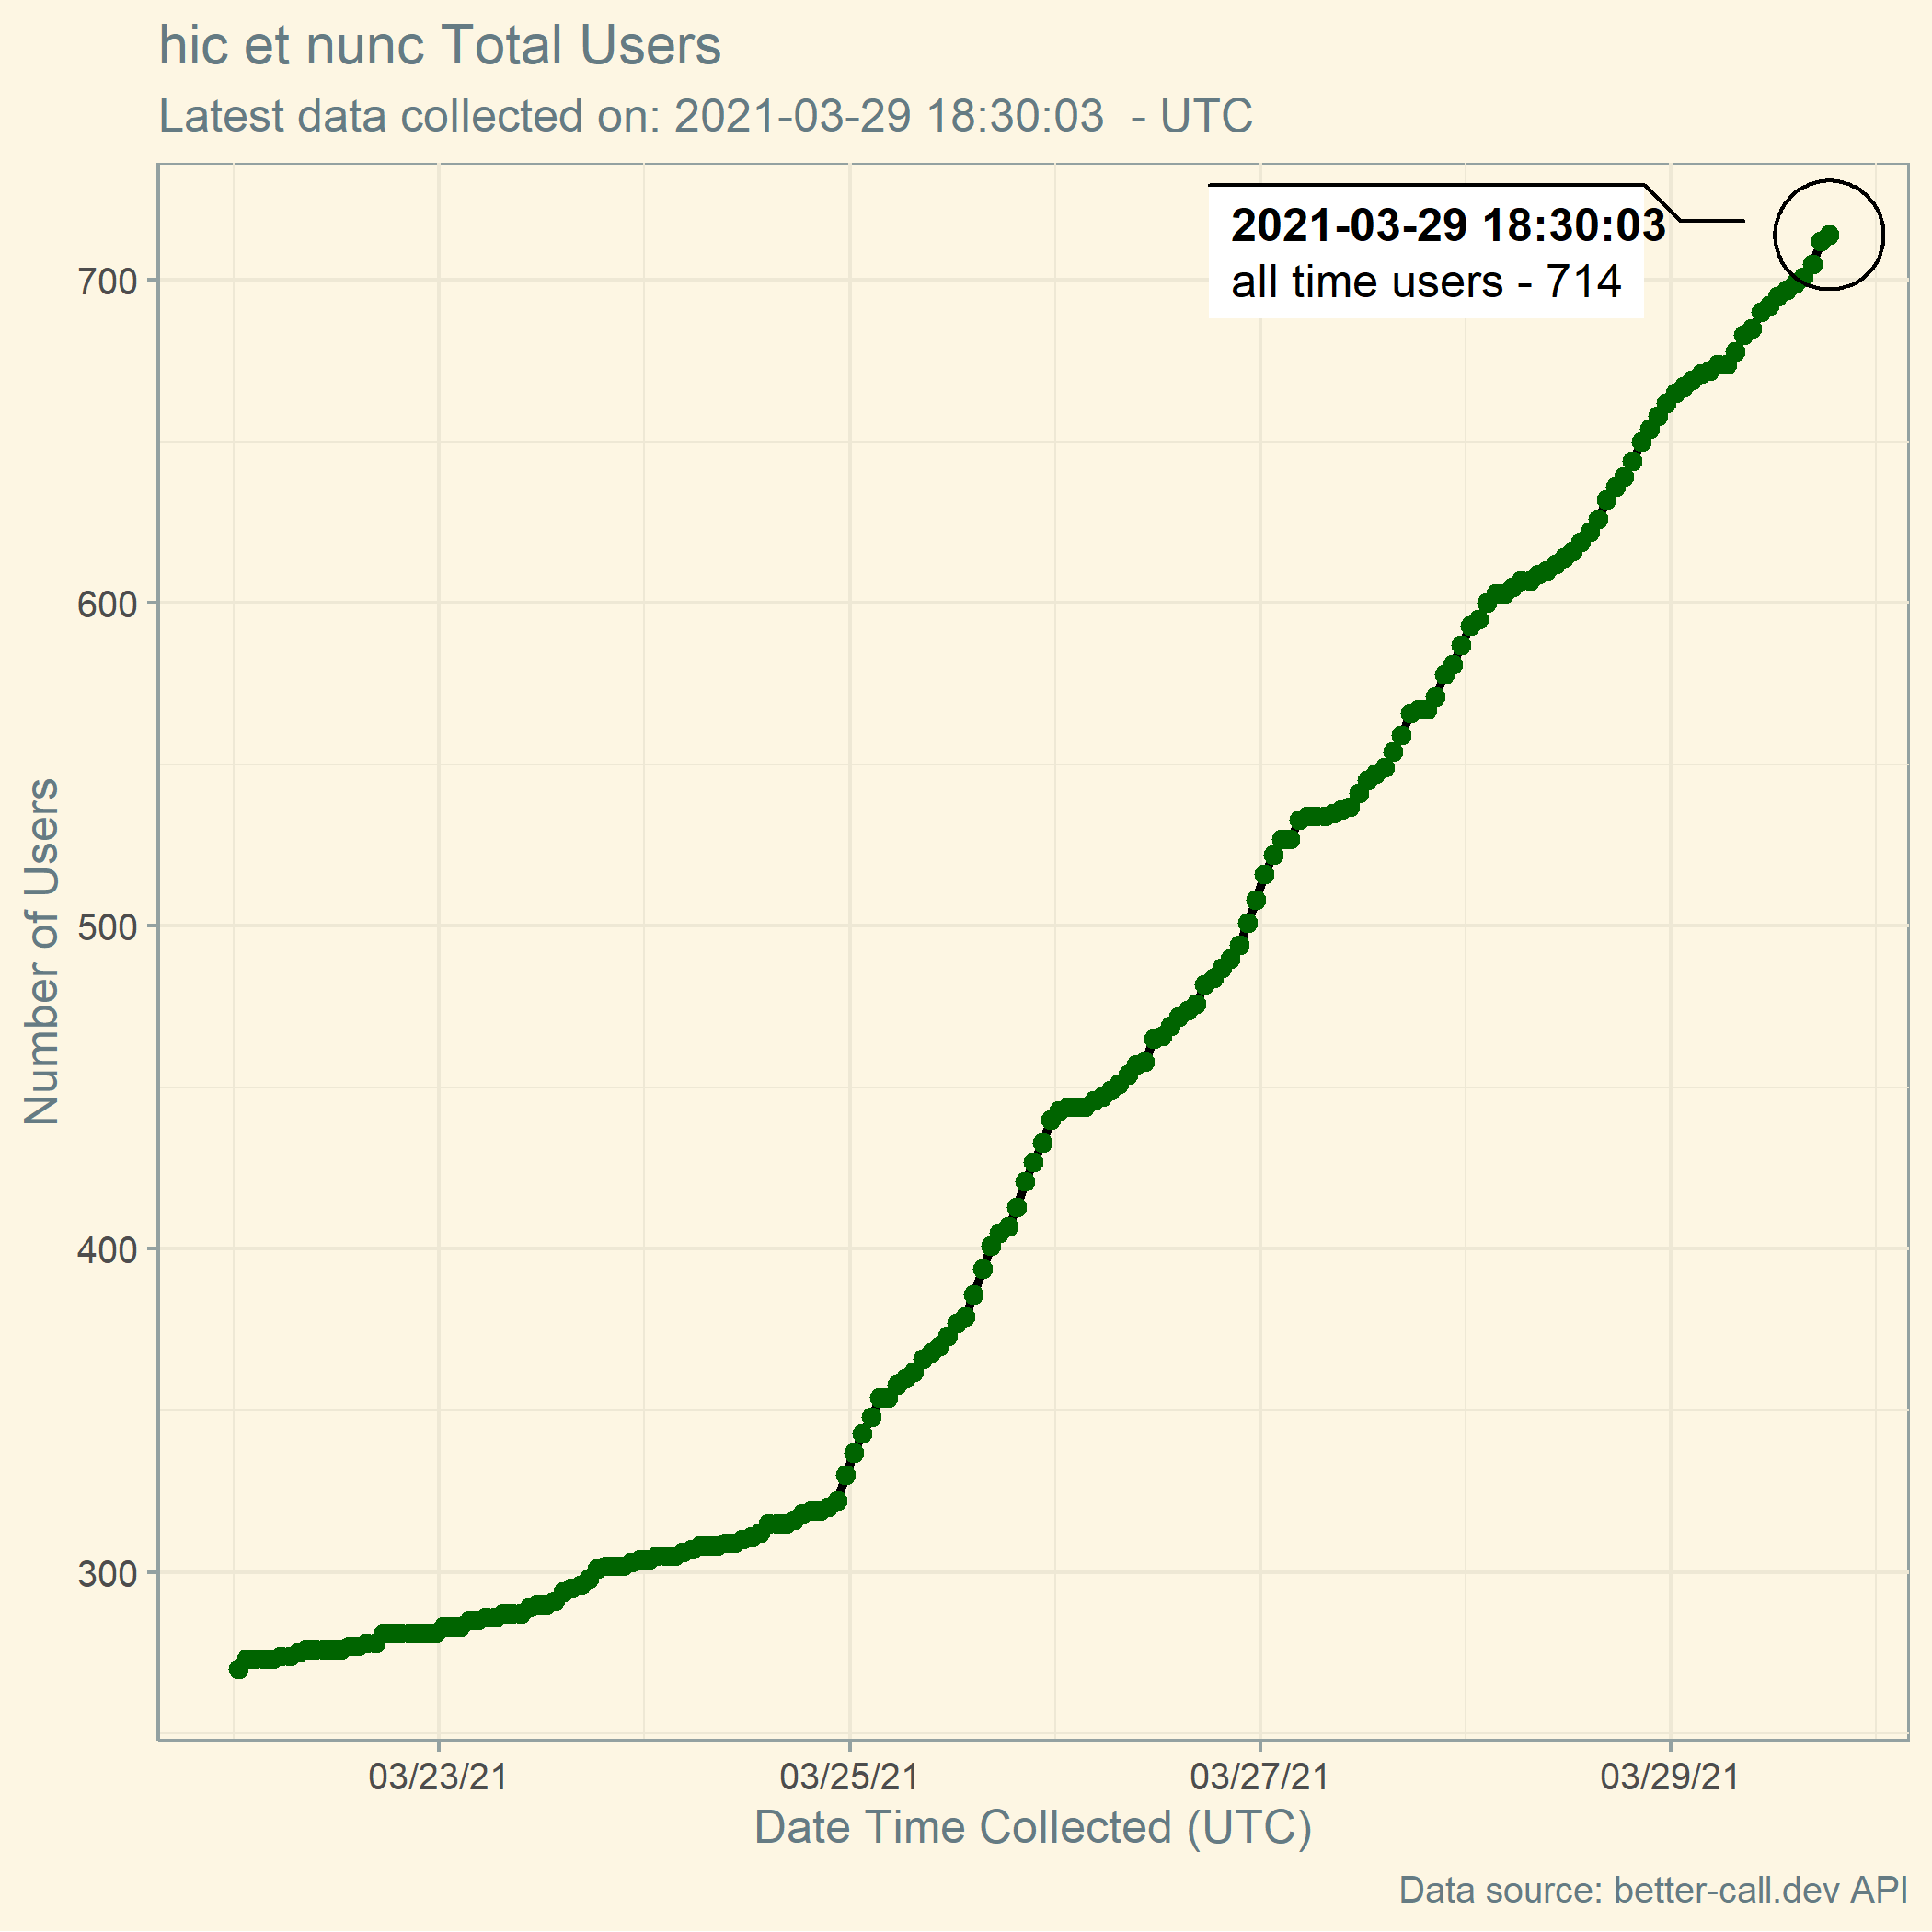 hic et nunc Total Users
Latest data collected on: 2021-03-29 18:30:03  - UTC
2021-03-29 18:30:03
all time users - 714
700
600
500
400
300
Number of Users
03/23/21
03/25/21
03/27/21
03/29/21
Date Time Collected (UTC)
Data source: better-call.dev API